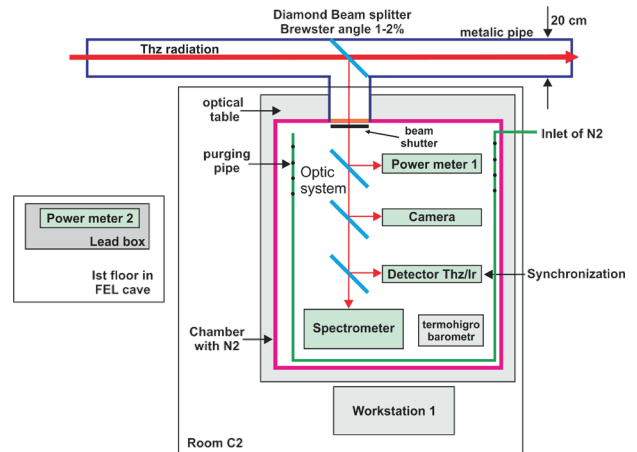 Diamond Beam splitter
Brewster angle 1-2%
metalic pipe
20 cm
Thz radiation
optical
table
beam
shutter
Inlet of N2
purging
pipe
Optic
system
Power meter 1
Power meter 2
Lead box
Camera
Ist floor in
FEL cave
Detector Thz/Ir
Synchronization
Chamber
with N2
Spectrometer
termohigro
barometr
Workstation 1
Room C2